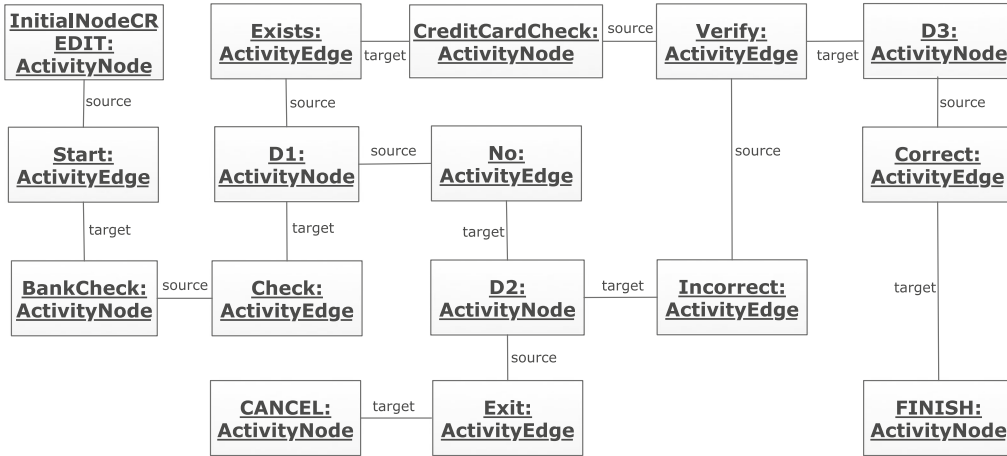 InitialNodeCR
EDIT:
ActivityNode
Exists:
ActivityEdge
target
CreditCardCheck:
ActivityNode
source
Verify:
ActivityEdge
target
D3:
ActivityNode
source
source
source
Start:
ActivityEdge
D1:
ActivityNode
source
No:
ActivityEdge
source
Correct:
ActivityEdge
target
target
target
BankCheck:
ActivityNode
source
Check:
ActivityEdge
D2:
ActivityNode
target
Incorrect:
ActivityEdge
target
source
CANCEL:
ActivityNode
target
Exit:
ActivityEdge
FINISH:
ActivityNode